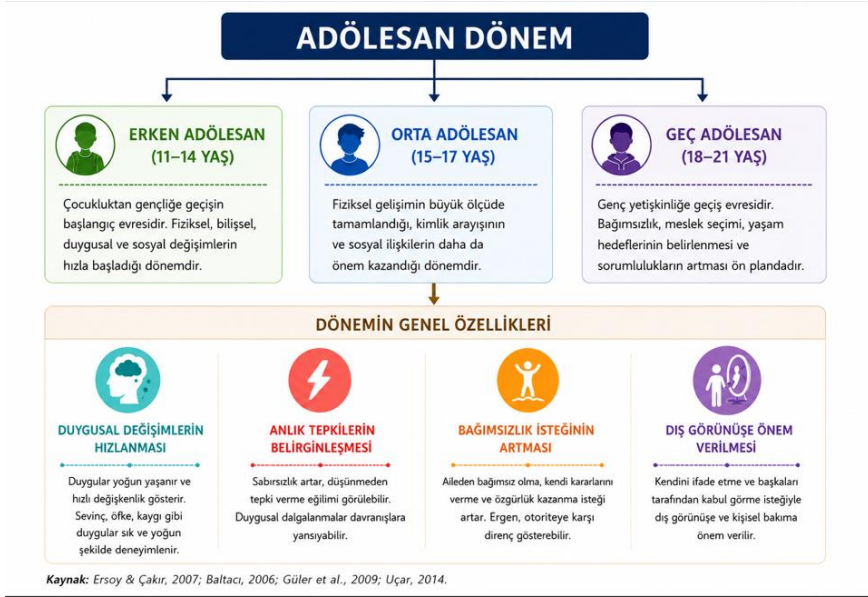 ADÖLESAN DÖNEM
ERKEN ADÖLESAN
(11–14 YAŞ)
Çocukluktan gençliğe geçişin
başlangıç evresidir. Fiziksel, bilişsel,
duygusal ve sosyal değişimlerin
hızla başladığı dönemdir.
ORTA ADÖLESAN
(15–17 YAŞ)
Fiziksel gelişimin büyük ölçüde
tamamlandığı, kimlik arayışının
ve sosyal ilişkilerin daha da
önem kazandığı dönemdir.
GEÇ ADÖLESAN
(18–21 YAŞ)
Genç yetişkinliğe geçiş evresidir.
Bağımsızlık, meslek seçimi, yaşam
hedeflerinin belirlenmesi ve
sorumlulukların artması ön plandadır.
DÖNEMİN GENEL ÖZELLİKLERİ
DUYGUSAL DEĞİŞİMLERİN
HIZLANMASI
Duygular yoğun yaşanır ve
hızlı değişkenlik gösterir.
Sevinç, öfke, kaygı gibi
duygular sık ve yoğun
şekilde deneyimlenir.
ANLIK TEPKİLERİN
BELİRGİNLEŞMESİ
Sabırsızlık artar, düşünmeden
tepki verme eğilimi görülebilir.
Duygusal dalgalanmalar davranışlara
yansıyabilir.
BAĞIMSIZLIK İSTEĞİNİN
ARTMASI
Aileden bağımsız olma, kendi kararlarını
verme ve özgürlük kazanma isteği
artar. Ergen, otoriteye karşı
direnç gösterebilir.
DIŞ GÖRÜNÜŞE ÖNEM
VERİLMESİ
Kendini ifade etme ve başkaları
tarafından kabul görme isteğiyle
dış görünüşe ve kişisel bakıma
önem verilir.
Kaynak: Ersoy & Çakır, 2007; Baltacı, 2006; Güler et al., 2009; Uçar, 2014.